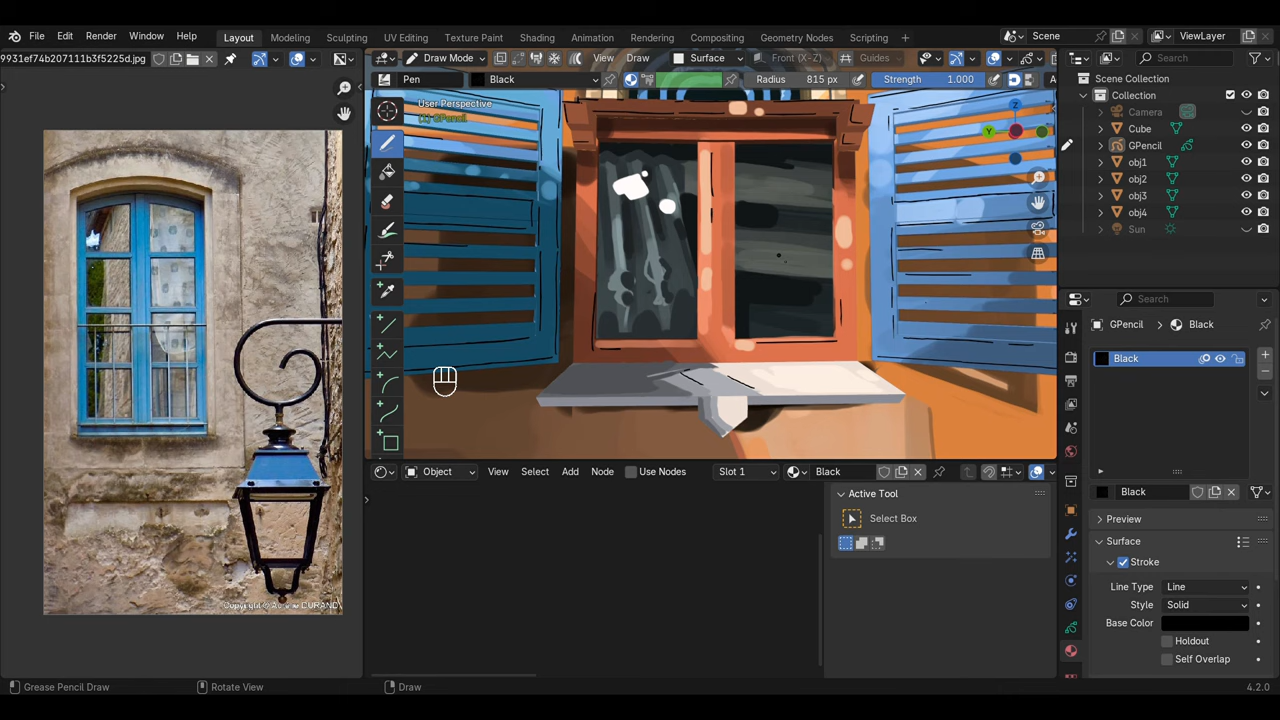 File Edit Render Window Help
Layout Modeling Sculpting UV Editing Texture Paint Shading Animation Rendering Compositing Geometry Nodes Scripting
Scene ViewLayer
9931ef74b207111b3f5225d.jpg
Draw Mode View Draw Surface Front (X-Z) Guides
Search
Pen Black Radius 815 px Strength 1.000
User Perspective
(1) GPencil
Scene Collection
Collection
Camera
Cube
GPencil
obj1
obj2
obj3
obj4
Sun
Search
GPencil Black
Black
Black
Preview
Surface
Stroke
Line Type Line
Style Solid
Base Color
Holdout
Self Overlap
Object View Select Add Node Use Nodes Slot 1 Black
Active Tool
Select Box
Grease Pencil Draw Rotate View Draw 4.2.0